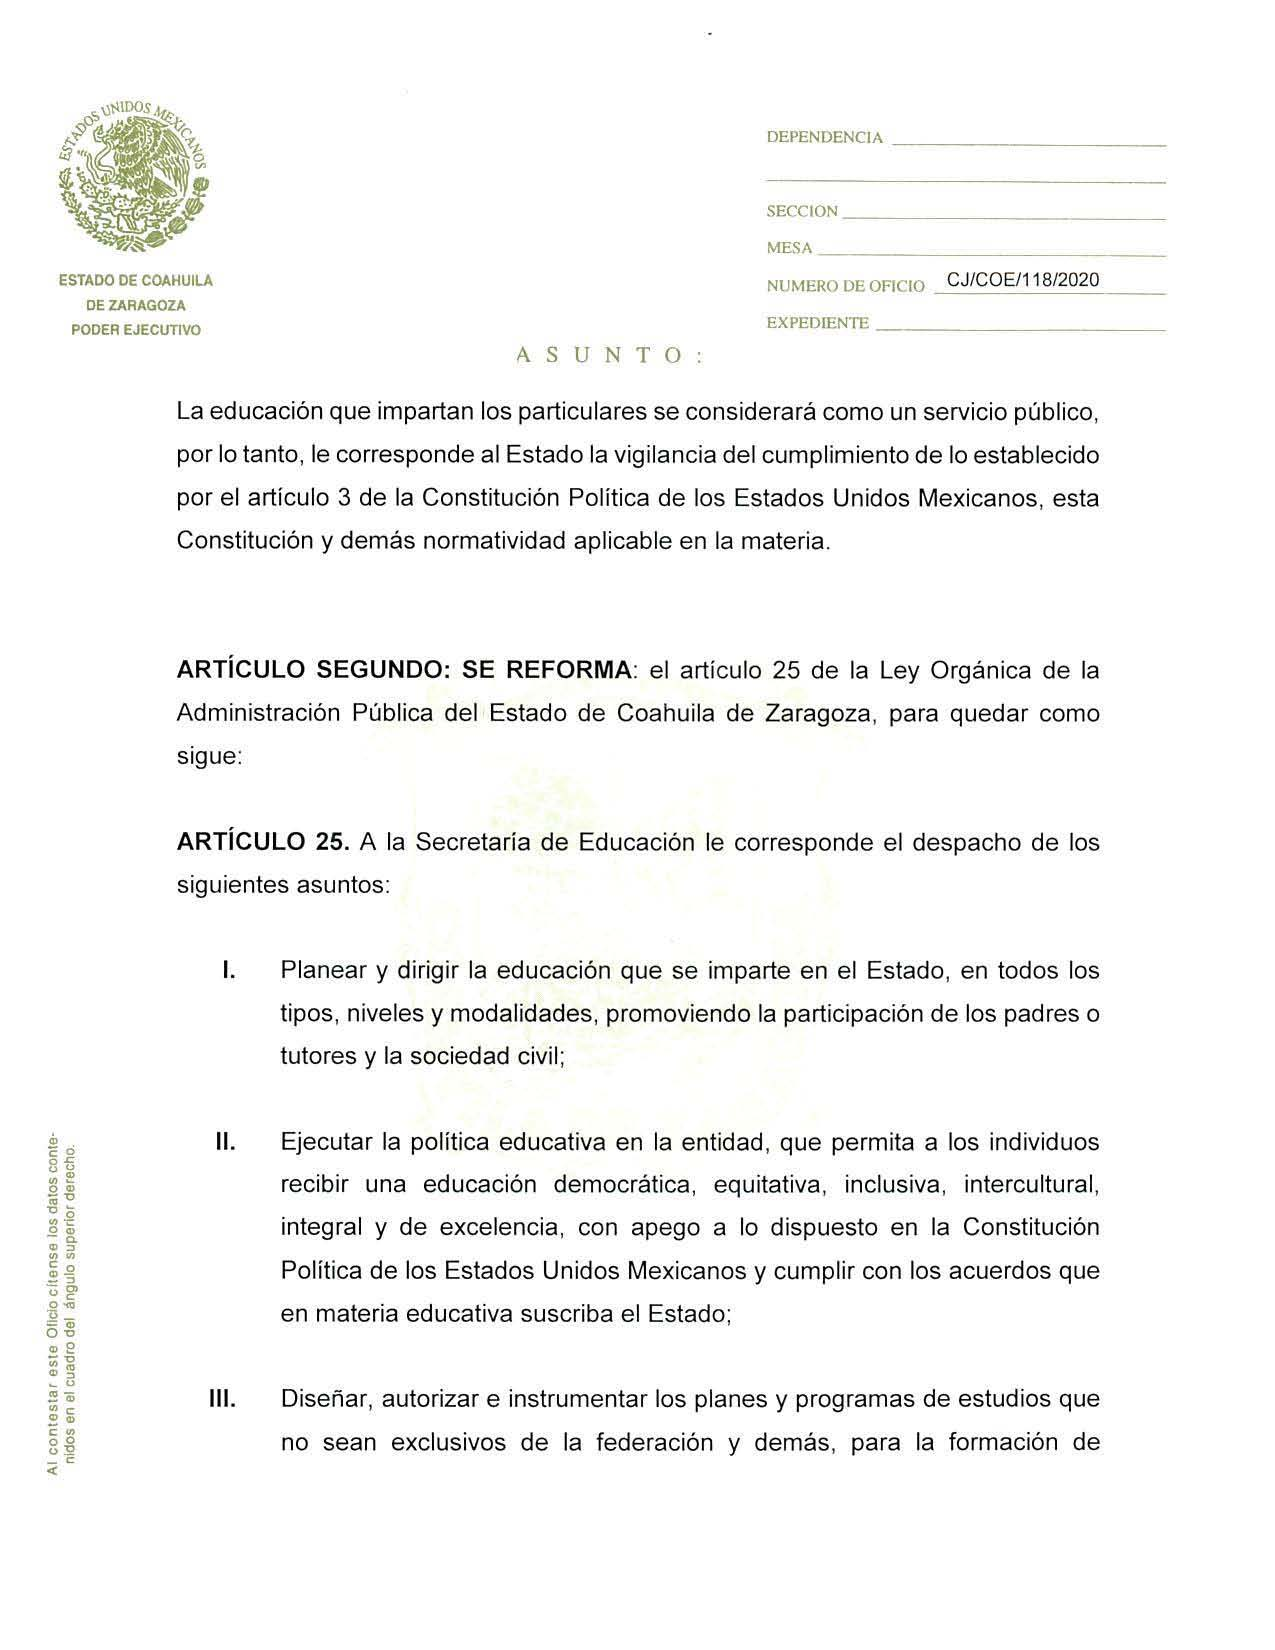 ESTADOS UNIDOS MEXICANOS
ESTADO DE COAHUILA
DE ZARAGOZA
PODER EJECUTIVO
DEPENDENCIA
SECCION
MESA
NUMERO DE OFICIO CJ/COE/118/2020
EXPEDIENTE
A S U N T O :
La educación que impartan los particulares se considerará como un servicio público,
por lo tanto, le corresponde al Estado la vigilancia del cumplimiento de lo establecido
por el artículo 3 de la Constitución Política de los Estados Unidos Mexicanos, esta
Constitución y demás normatividad aplicable en la materia.
ARTÍCULO SEGUNDO: SE REFORMA: el artículo 25 de la Ley Orgánica de la
Administración Pública del Estado de Coahuila de Zaragoza, para quedar como
sigue:
ARTÍCULO 25. A la Secretaría de Educación le corresponde el despacho de los
siguientes asuntos:
I. Planear y dirigir la educación que se imparte en el Estado, en todos los
tipos, niveles y modalidades, promoviendo la participación de los padres o
tutores y la sociedad civil;
II. Ejecutar la política educativa en la entidad, que permita a los individuos
recibir una educación democrática, equitativa, inclusiva, intercultural,
integral y de excelencia, con apego a lo dispuesto en la Constitución
Política de los Estados Unidos Mexicanos y cumplir con los acuerdos que
en materia educativa suscriba el Estado;
III. Diseñar, autorizar e instrumentar los planes y programas de estudios que
no sean exclusivos de la federación y demás, para la formación de
Al contestar este Oficio cítense los datos conte-
nidos en el cuadro del ángulo superior derecho.